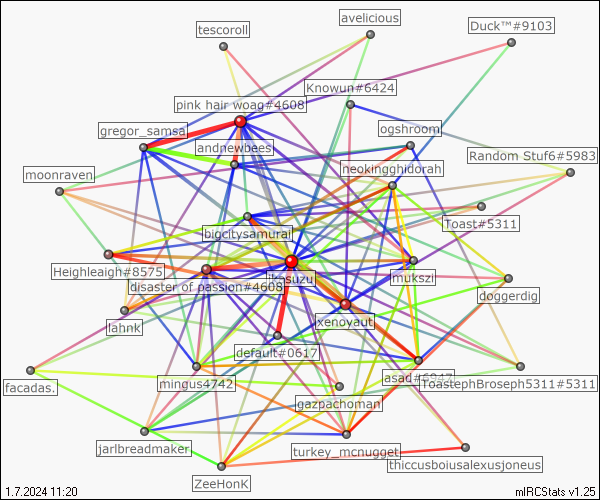 avelicious
tescoroll
Duck™#9103
Knowun#6424
pink hair woag#4608
gregor_samsa
ogshroom
andnewbees
Random Stuf6#5983
neokingghidorah
moonraven
Toast#5311
bigcitysamurai
Heighleaigh#8575
ikesuzu
mukszi
disaster of passion#4608
doggerdig
lahnk
xenoyaut
default#0617
asad#6947
ToastephBroseph5311#5311
facadas.
mingus4742
gazpachoman
jarlbreadmaker
turkey_mcnugget
thiccusboiusalexusjoneus
ZeeHonK
1.7.2024 11:20
mIRCStats v1.25